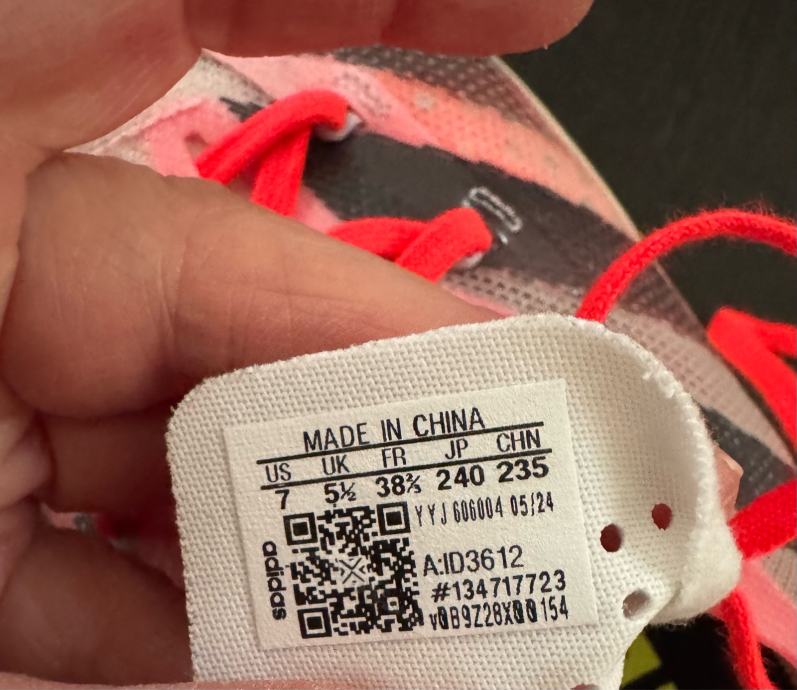 MADE IN CHINA
US UK FR JP CHN
7 5½ 38⅔ 240 235
YYJ 606004 05/24
adidas
A:ID3612
#134717723